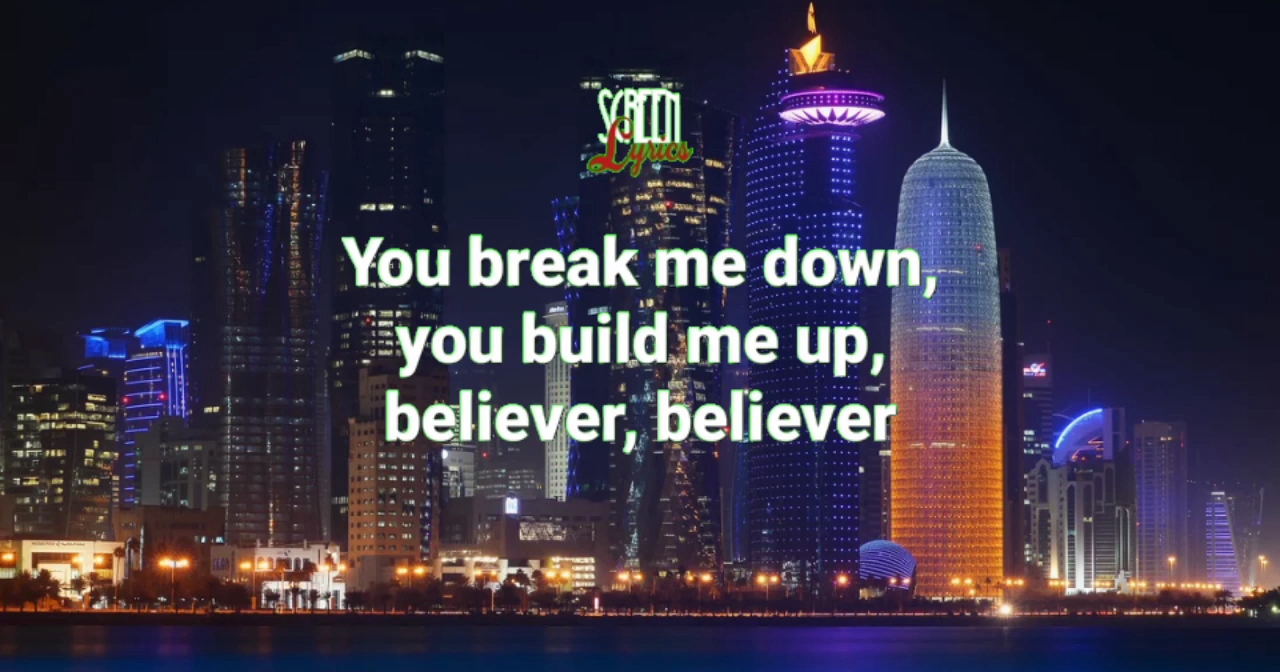 SCREEN
Lyrics
You break me down,
you build me up,
believer, believer